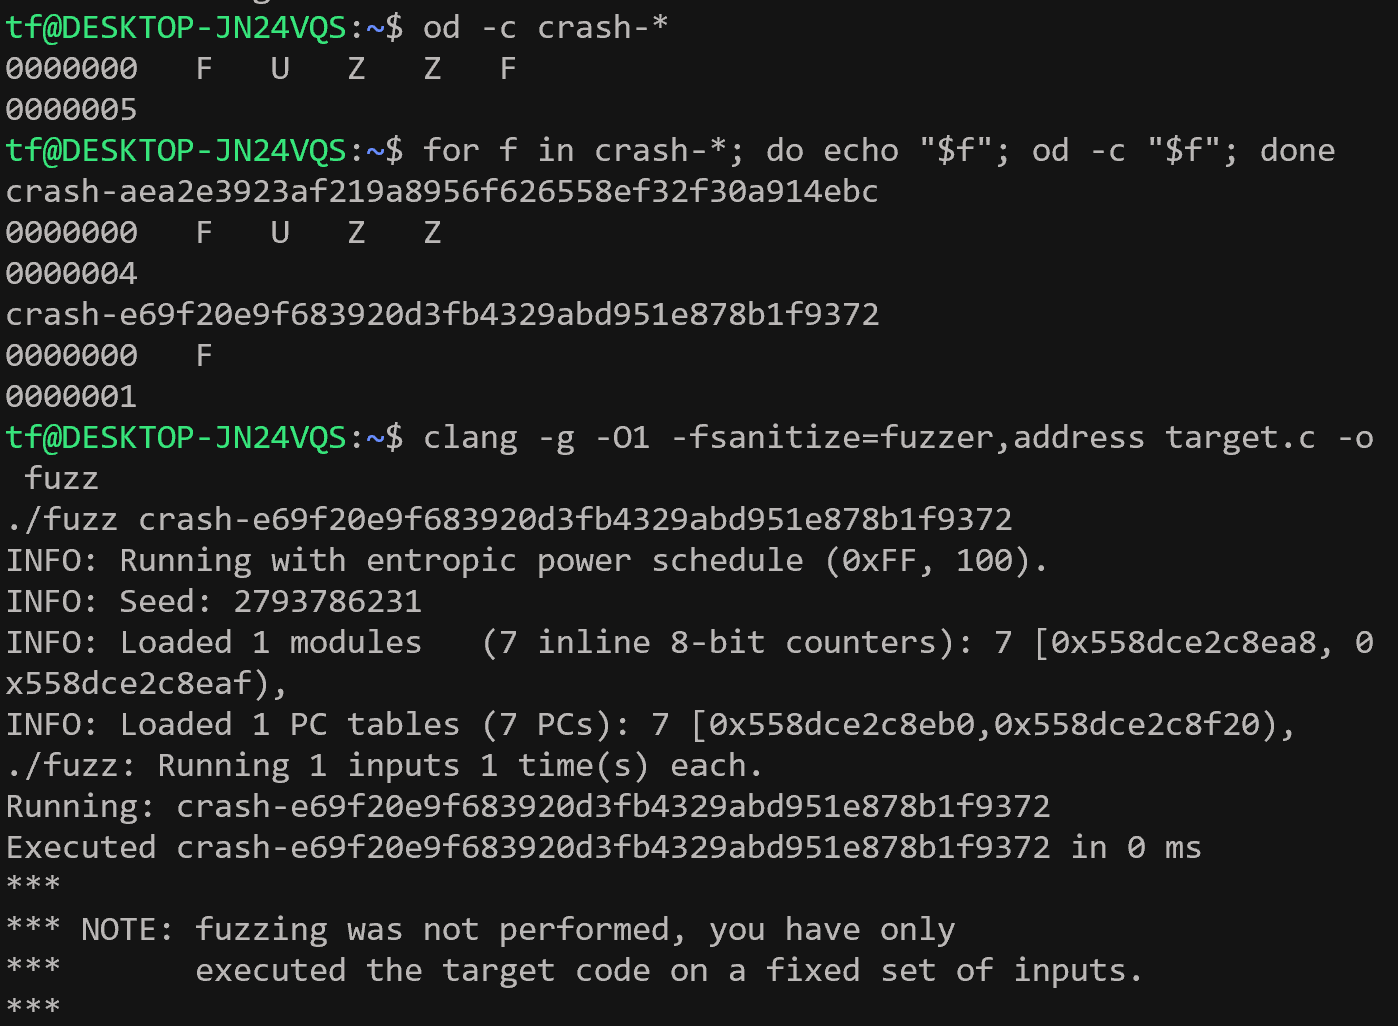 tf@DESKTOP-JN24VQS:~$ od -c crash-*
0000000   F   U   Z   Z   F
0000005
tf@DESKTOP-JN24VQS:~$ for f in crash-*; do echo "$f"; od -c "$f"; done
crash-aea2e3923af219a8956f626558ef32f30a914ebc
0000000   F   U   Z   Z
0000004
crash-e69f20e9f683920d3fb4329abd951e878b1f9372
0000000   F
0000001
tf@DESKTOP-JN24VQS:~$ clang -g -O1 -fsanitize=fuzzer,address target.c -o
 fuzz
./fuzz crash-e69f20e9f683920d3fb4329abd951e878b1f9372
INFO: Running with entropic power schedule (0xFF, 100).
INFO: Seed: 2793786231
INFO: Loaded 1 modules   (7 inline 8-bit counters): 7 [0x558dce2c8ea8, 0
x558dce2c8eaf),
INFO: Loaded 1 PC tables (7 PCs): 7 [0x558dce2c8eb0,0x558dce2c8f20),
./fuzz: Running 1 inputs 1 time(s) each.
Running: crash-e69f20e9f683920d3fb4329abd951e878b1f9372
Executed crash-e69f20e9f683920d3fb4329abd951e878b1f9372 in 0 ms
***
*** NOTE: fuzzing was not performed, you have only
***       executed the target code on a fixed set of inputs.
***